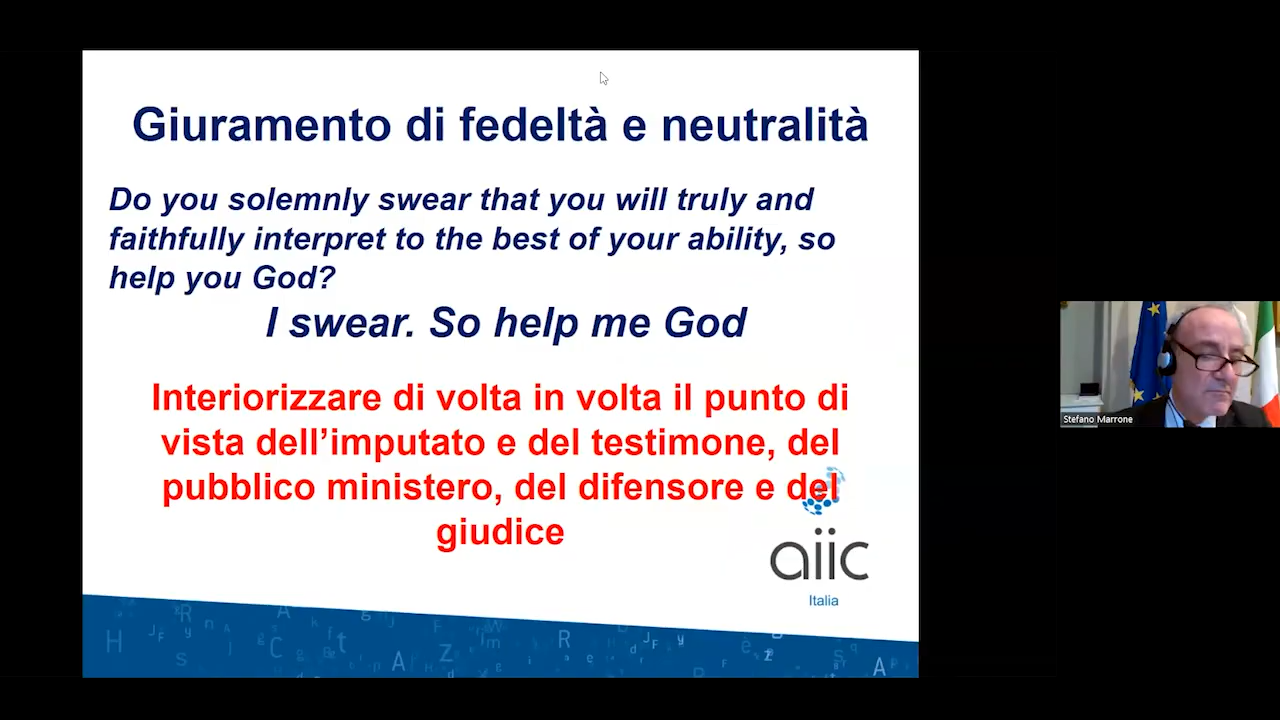 Giuramento di fedeltà e neutralità
Do you solemnly swear that you will truly and
faithfully interpret to the best of your ability, so
help you God?
I swear. So help me God
Interiorizzare di volta in volta il punto di
vista dell’imputato e del testimone, del
pubblico ministero, del difensore e del
giudice
aiic
Italia
Stefano Marrone